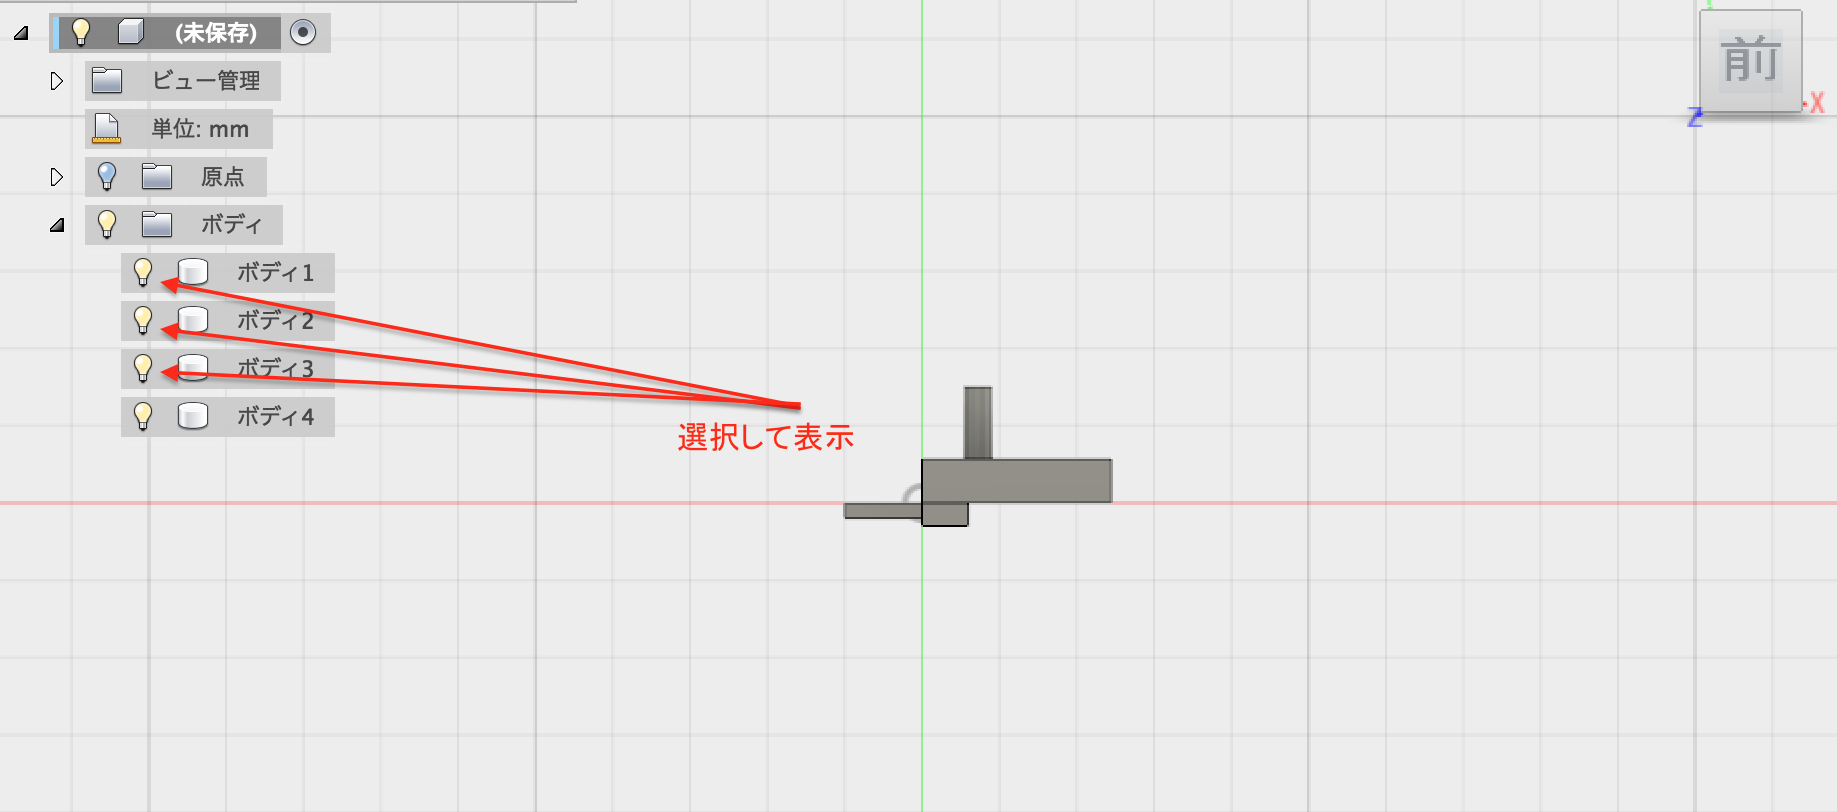 (未保存)
ビュー管理
単位: mm
原点
ボディ
ボディ1
ボディ2
ボディ3
ボディ4
選択して表示
前
X
Z